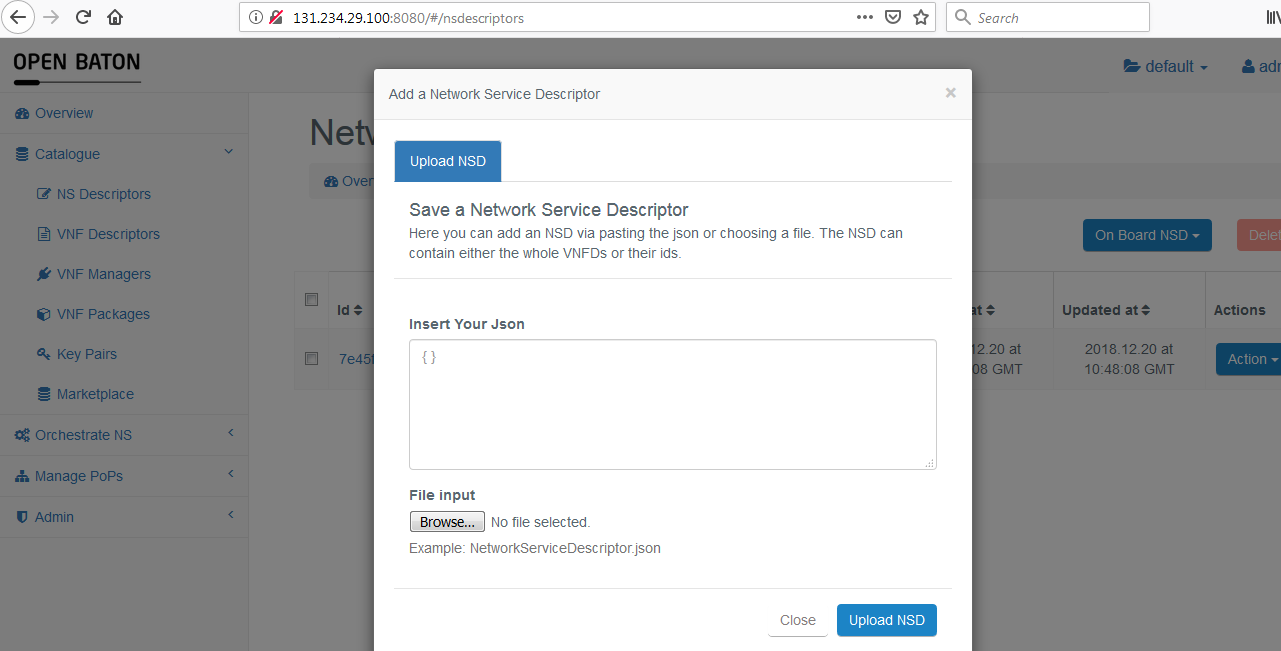 131.234.29.100:8080/#/nsdescriptors
Search
OPEN BATON
default
Overview
Catalogue
NS Descriptors
VNF Descriptors
VNF Managers
VNF Packages
Key Pairs
Marketplace
Orchestrate NS
Manage PoPs
Admin
Add a Network Service Descriptor
×
Upload NSD
Save a Network Service Descriptor
Here you can add an NSD via pasting the json or choosing a file. The NSD can
contain either the whole VNFDs or their ids.
Insert Your Json
{ }
File input
Browse... No file selected.
Example: NetworkServiceDescriptor.json
Close
Upload NSD
On Board NSD
Id
at
Updated at
Actions
12.20 at
08 GMT
2018.12.20 at
10:48:08 GMT
Action